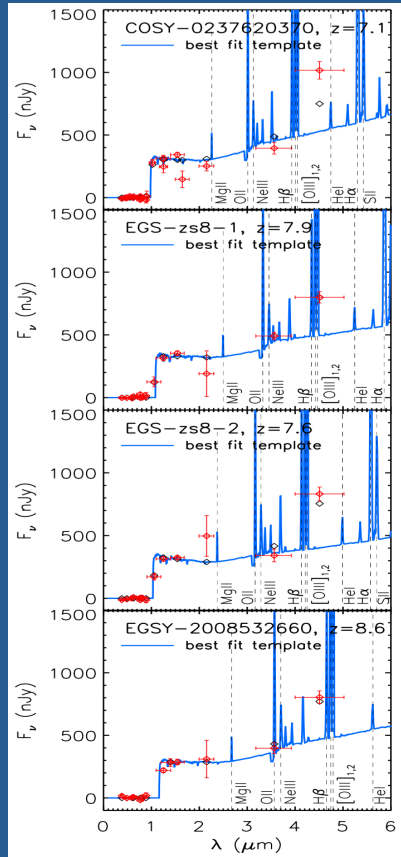 COSY-0237620370, z=7.1
best fit template
1500
1000
500
0
Fν (nJy)
MgII
OII
NeIII
Hβ
[OIII]1,2
HeI
Hα
SII
EGS-zs8-1, z=7.9
best fit template
1500
1000
500
0
Fν (nJy)
MgII
OII
NeIII
Hβ
[OIII]1,2
HeI
Hα
EGS-zs8-2, z=7.6
best fit template
1500
1000
500
0
Fν (nJy)
MgII
OII
NeIII
Hβ
[OIII]1,2
HeI
Hα
SII
EGSY-2008532660, z=8.6
best fit template
1500
1000
500
0
Fν (nJy)
MgII
OII
NeIII
Hβ
[OIII]1,2
HeI
0 1 2 3 4 5 6
λ (μm)